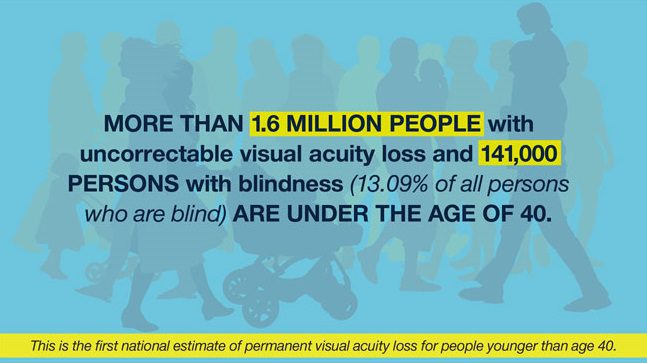 MORE THAN 1.6 MILLION PEOPLE with
uncorrectable visual acuity loss and 141,000
PERSONS with blindness (13.09% of all persons
who are blind) ARE UNDER THE AGE OF 40.
This is the first national estimate of permanent visual acuity loss for people younger than age 40.